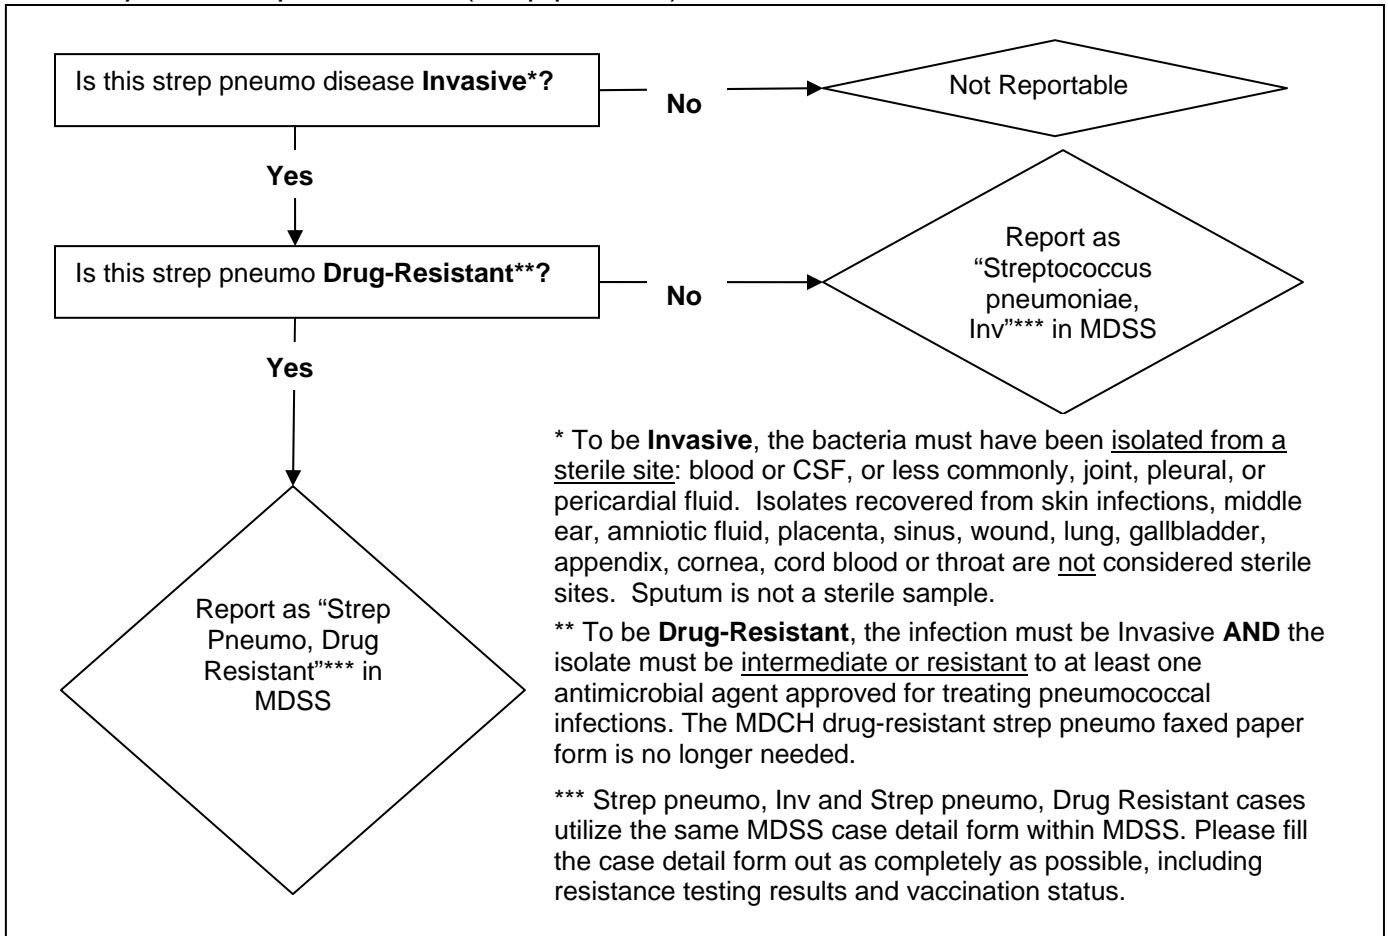 Is this strep pneumo disease Invasive*?
No
Not Reportable
Yes
Is this strep pneumo Drug-Resistant**?
No
Report as
“Streptococcus
pneumoniae,
Inv”*** in MDSS
Yes
Report as “Strep
Pneumo, Drug
Resistant”*** in
MDSS
* To be Invasive, the bacteria must have been isolated from a
sterile site: blood or CSF, or less commonly, joint, pleural, or
pericardial fluid.  Isolates recovered from skin infections, middle
ear, amniotic fluid, placenta, sinus, wound, lung, gallbladder,
appendix, cornea, cord blood or throat are not considered sterile
sites.  Sputum is not a sterile sample.
** To be Drug-Resistant, the infection must be Invasive AND the
isolate must be intermediate or resistant to at least one
antimicrobial agent approved for treating pneumococcal
infections. The MDCH drug-resistant strep pneumo faxed paper
form is no longer needed.
*** Strep pneumo, Inv and Strep pneumo, Drug Resistant cases
utilize the same MDSS case detail form within MDSS. Please fill
the case detail form out as completely as possible, including
resistance testing results and vaccination status.